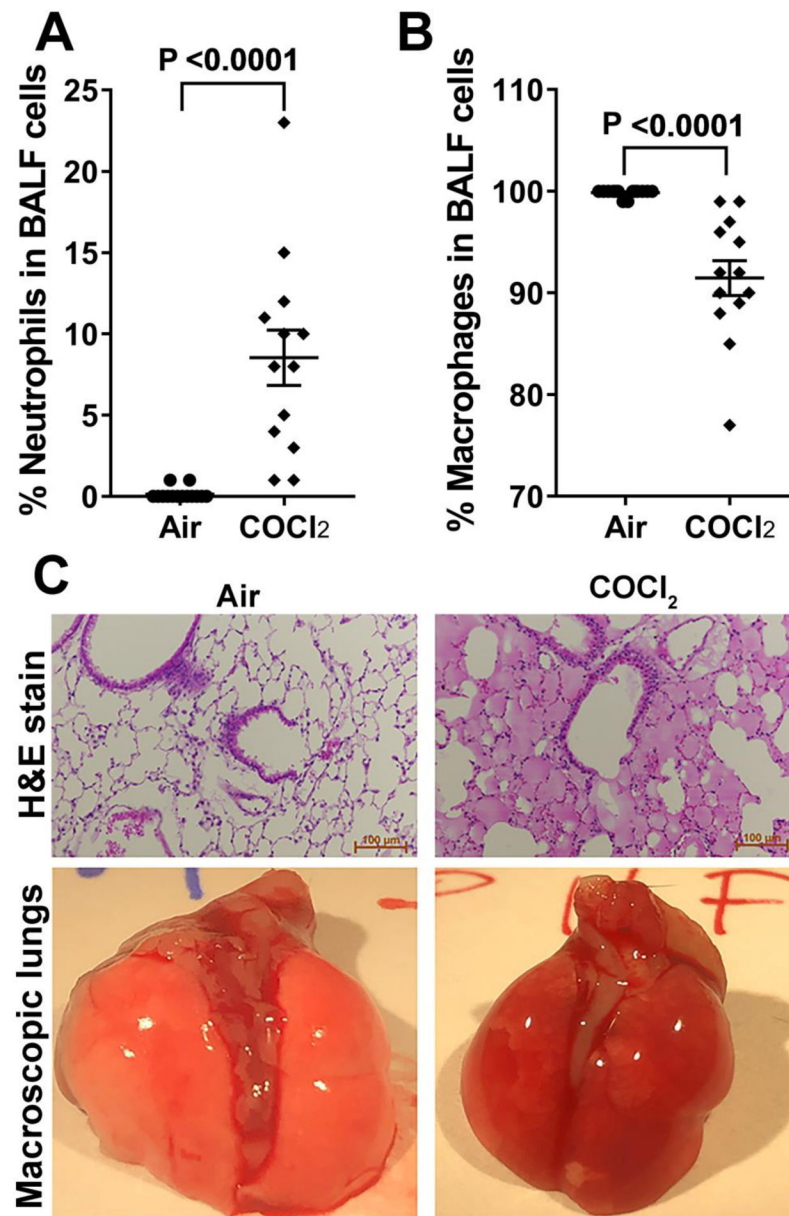 A
P <0.0001
% Neutrophils in BALF cells
25
20
15
10
5
0
Air
COCl2
B
P <0.0001
% Macrophages in BALF cells
110
100
90
80
70
Air
COCl2
C
Air
COCl2
H&E stain
100 µm
100 µm
Macroscopic lungs